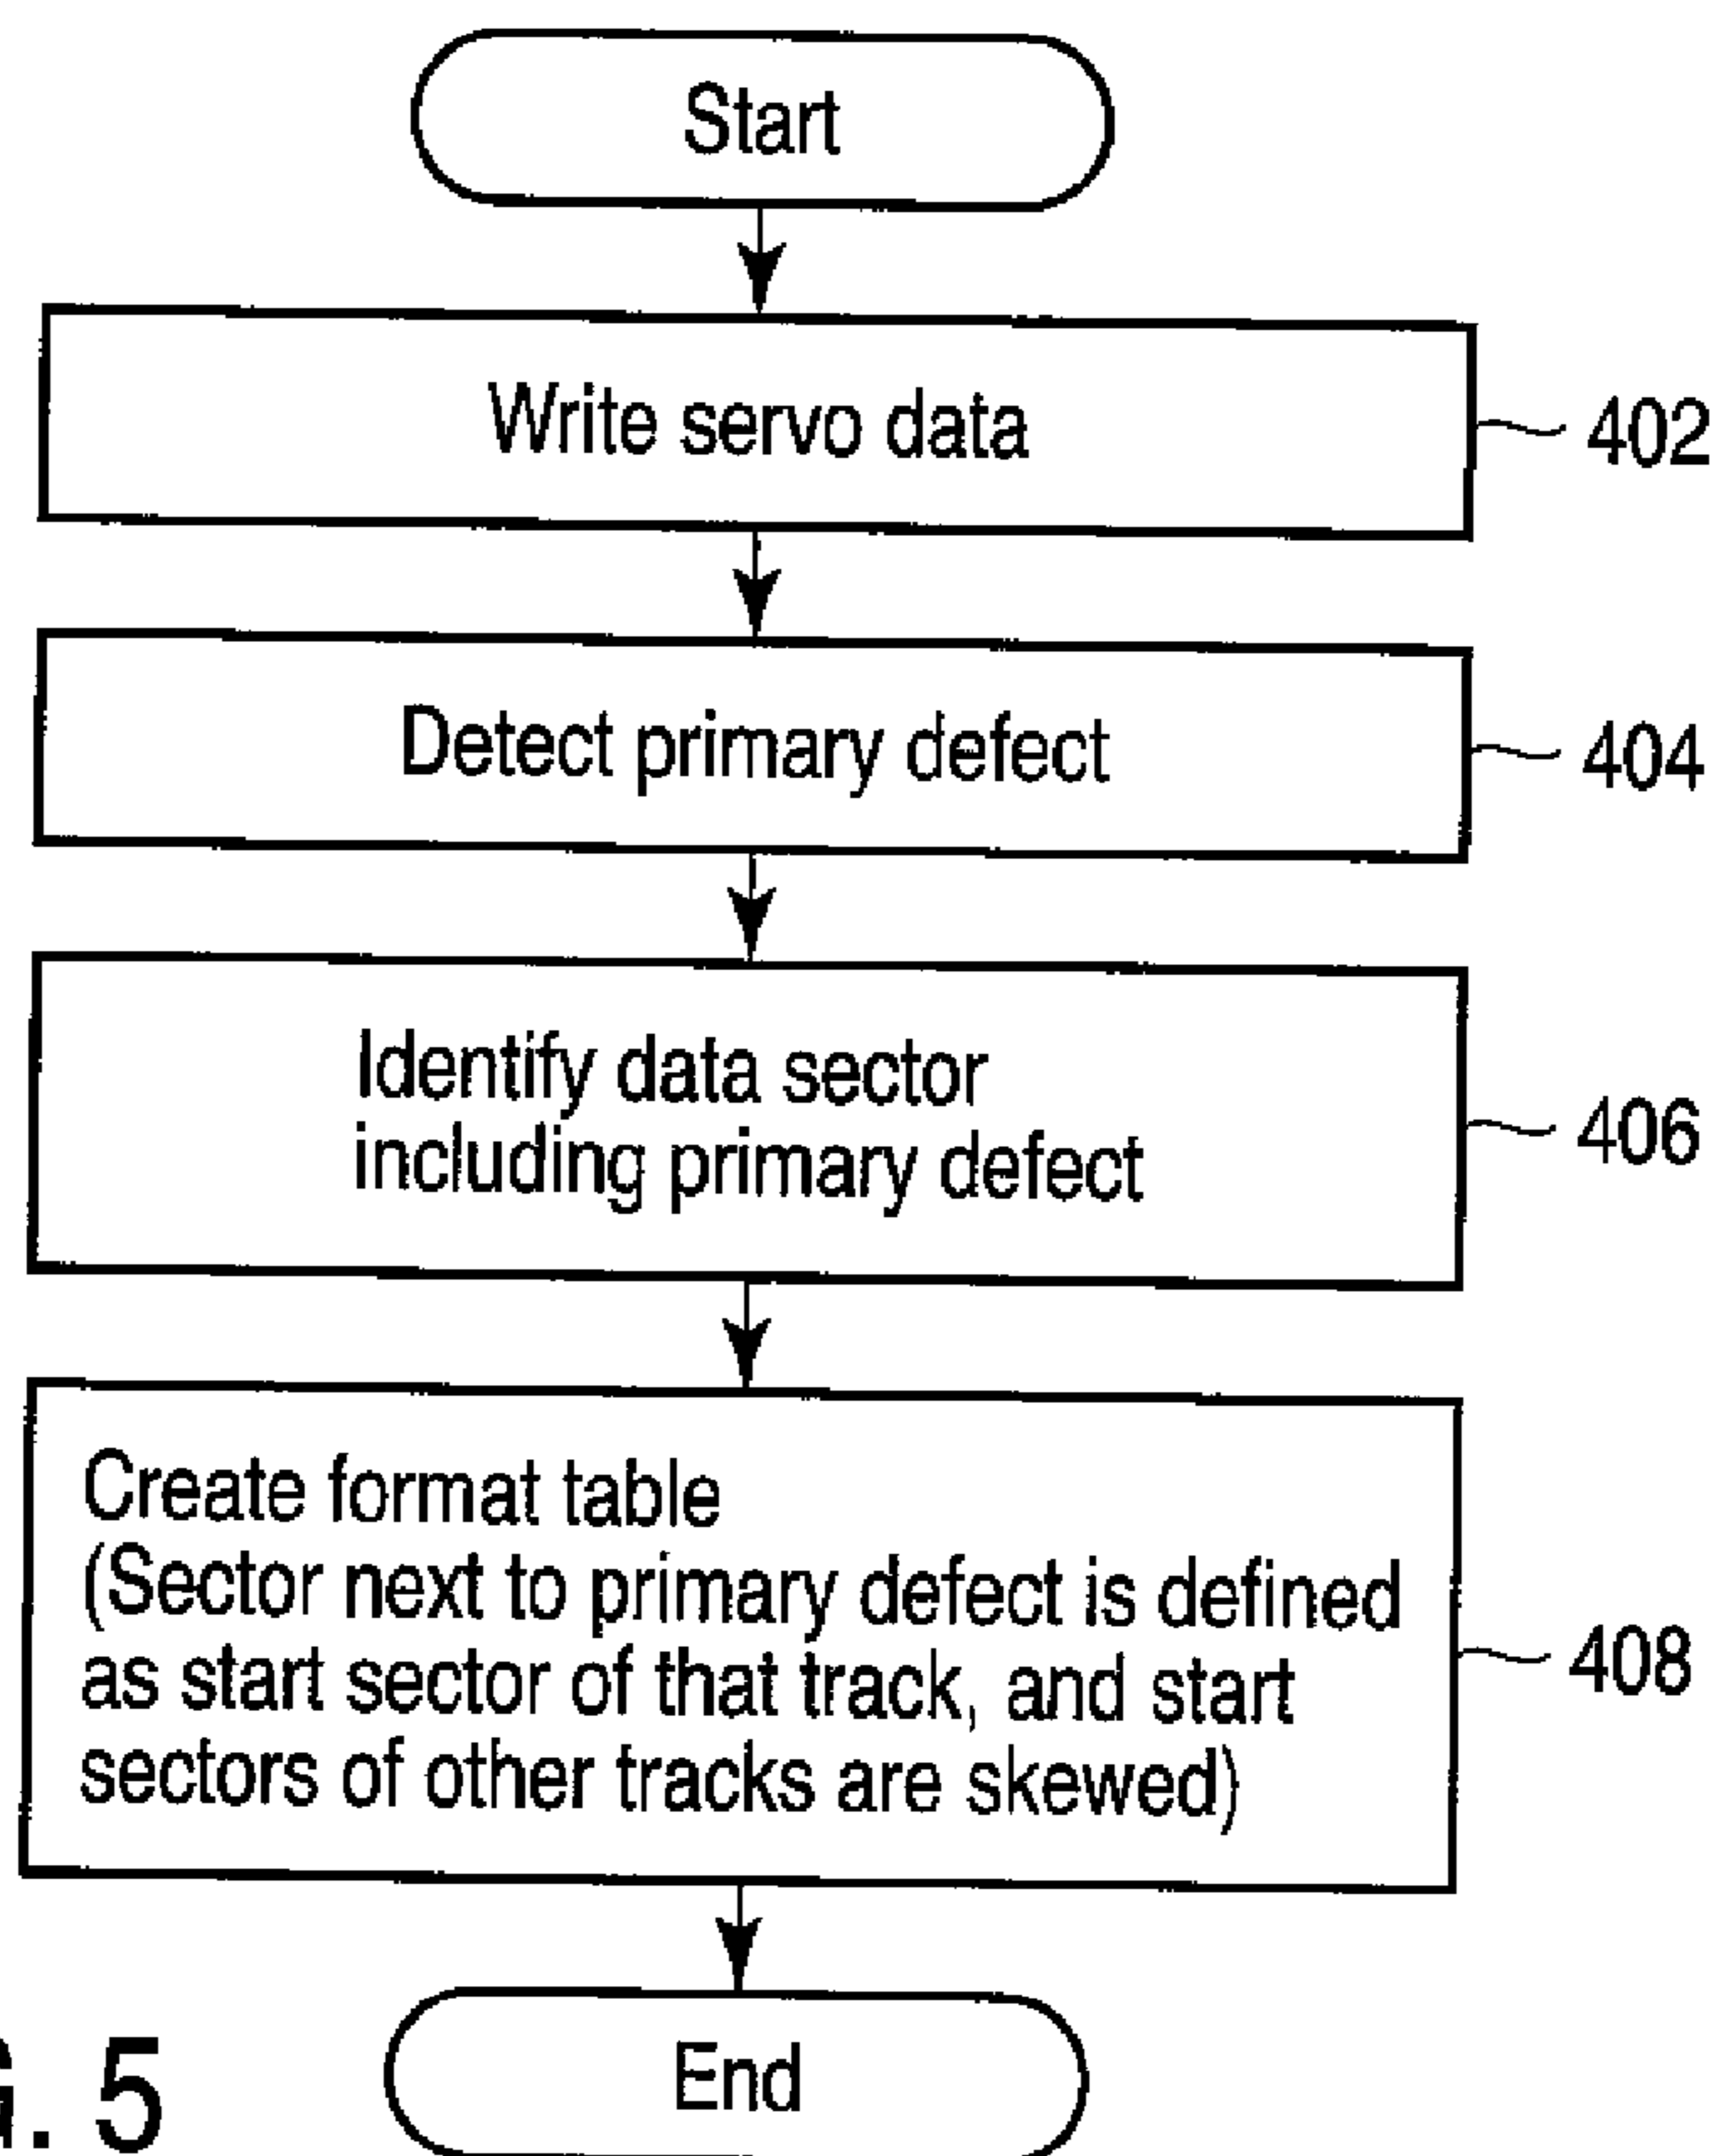 Start
Write servo data
402
Detect primary defect
404
Identify data sector
including primary defect
406
Create format table
(Sector next to primary defect is defined
as start sector of that track, and start
sectors of other tracks are skewed)
408
End
G. 5